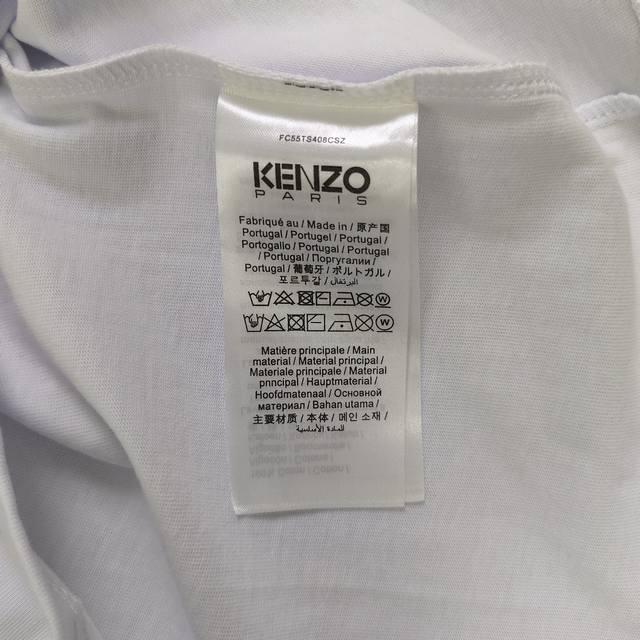 FC55TS408CSZ
KENZO
PARIS
Fabriqué au / Made in / 原产国
Portugal / Portugel / Portugal /
Portogallo / Portugal / Portugal
/ Portugal / Португалии /
Portugal / 葡萄牙 / ポルトガル /
포르투갈 / البرتغال /
Matière principale / Main
material / Material principal /
Materiale principale / Material
pnncipal / Hauptmaterial /
Hoofdmatenaal / Основной
материал / Bahan utama /
主要材质 / 本体 / 메인 소재 /
للمادة الأساسية /